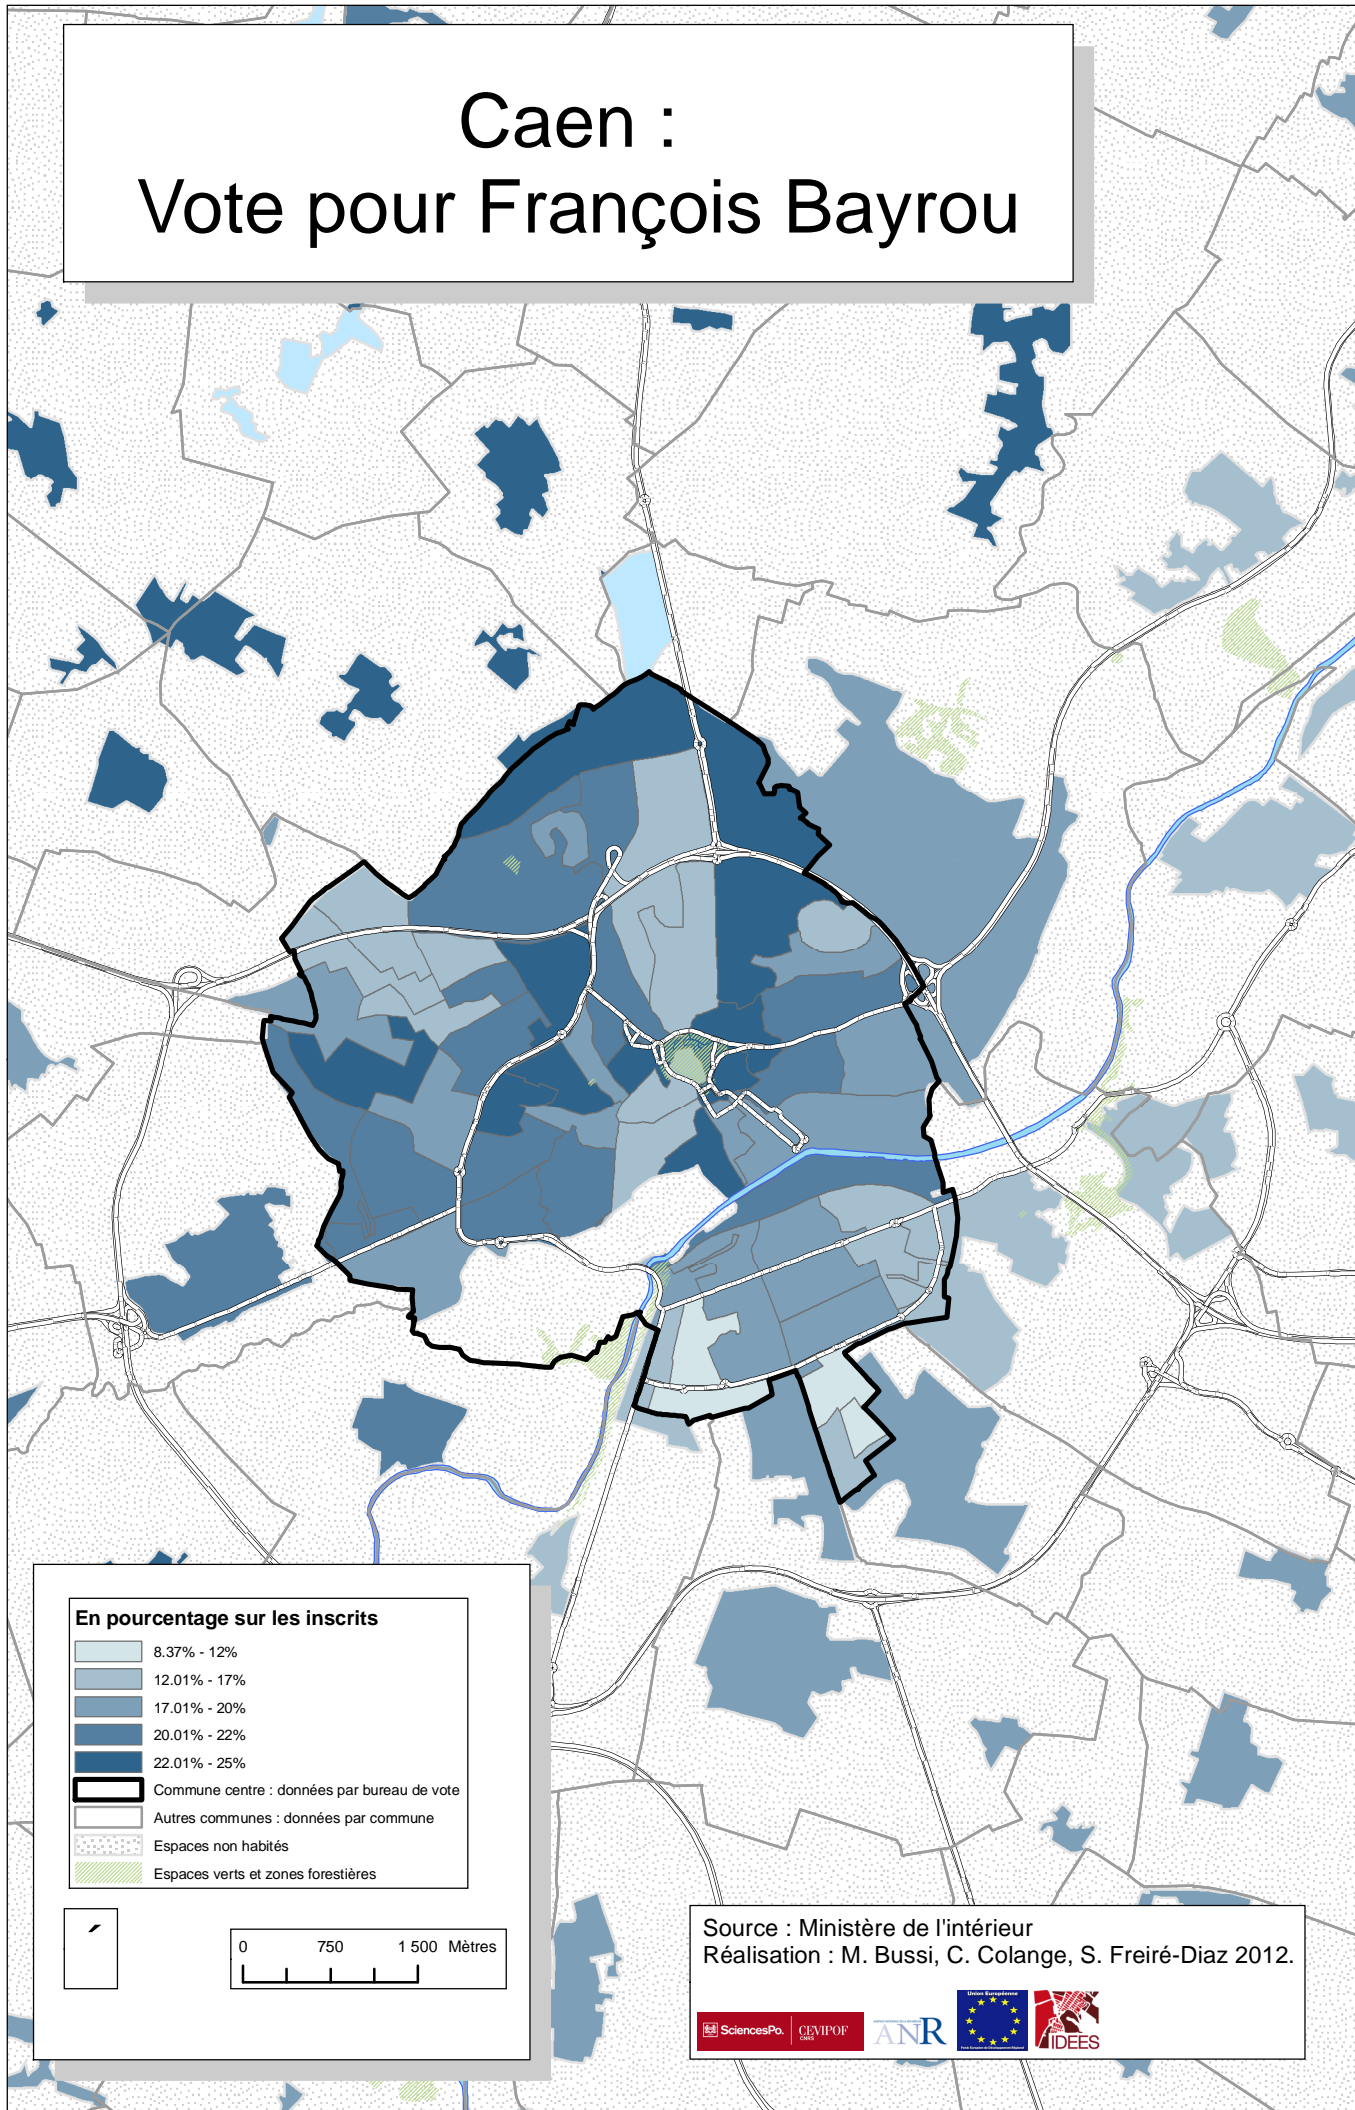 Caen :
Vote pour François Bayrou
En pourcentage sur les inscrits
8.37% - 12%
12.01% - 17%
17.01% - 20%
20.01% - 22%
22.01% - 25%
Commune centre : données par bureau de vote
Autres communes : données par commune
Espaces non habités
Espaces verts et zones forestières
0 750 1 500 Mètres
Source : Ministère de l'intérieur
Réalisation : M. Bussi, C. Colange, S. Freiré-Diaz 2012.
SciencesPo.
CEVIPOF
CNRS
ANR
Union Européenne
IDEES